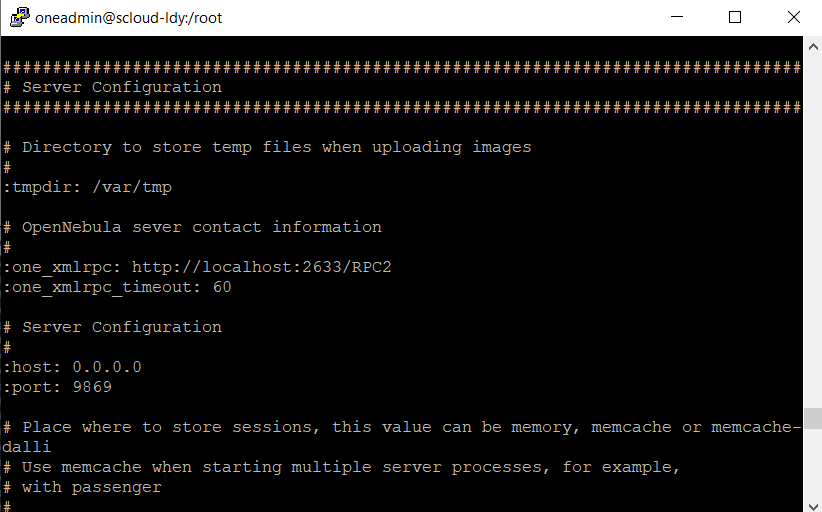 oneadmin@scloud-ldy:/root
################################################################################
# Server Configuration
################################################################################
# Directory to store temp files when uploading images
#
:tmpdir: /var/tmp
# OpenNebula sever contact information
#
:one_xmlrpc: http://localhost:2633/RPC2
:one_xmlrpc_timeout: 60
# Server Configuration
#
:host: 0.0.0.0
:port: 9869
# Place where to store sessions, this value can be memory, memcache or memcache-
dalli
# Use memcache when starting multiple server processes, for example,
# with passenger
#